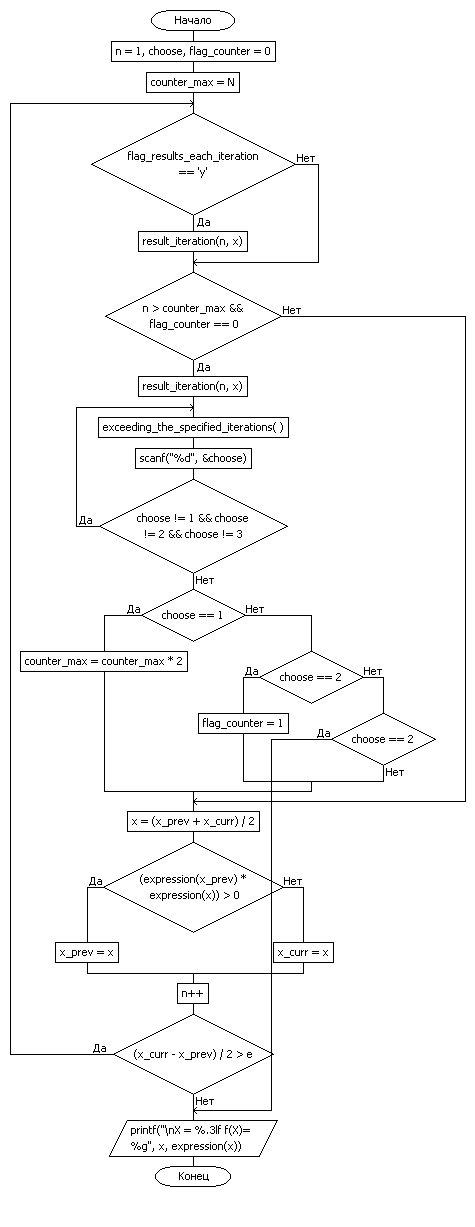 Начало
n = 1, choose, flag_counter = 0
counter_max = N
flag_results_each_iteration
== 'y'
Нет
Да
result_iteration(n, x)
n > counter_max &&
flag_counter == 0
Нет
Да
result_iteration(n, x)
exceeding_the_specified_iterations( )
scanf("%d", &choose)
choose != 1 && choose
!= 2 && choose != 3
Да
Нет
choose == 1
Да
Нет
counter_max = counter_max * 2
choose == 2
Да
Нет
flag_counter = 1
choose == 2
Да
Нет
x = (x_prev + x_curr) / 2
(expression(x_prev) *
expression(x)) > 0
Да
Нет
x_prev = x
x_curr = x
n++
(x_curr - x_prev) / 2 > e
Да
Нет
printf("\nX = %.3lf f(X)=
%g", x, expression(x))
Конец